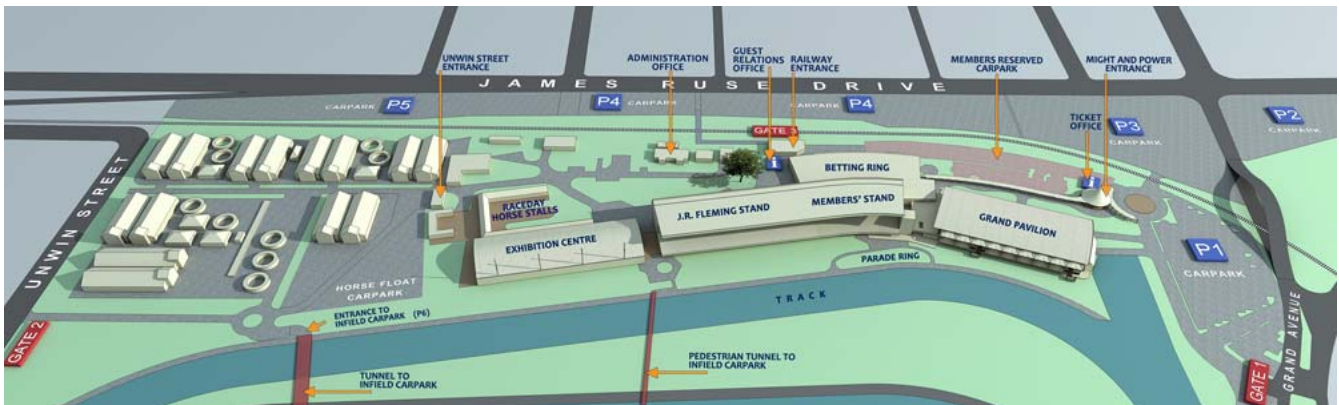 UNWIN STREET
ENTRANCE
ADMINISTRATION
OFFICE
GUEST
RELATIONS
OFFICE
RAILWAY
ENTRANCE
MEMBERS RESERVED
CARPARK
MIGHT AND POWER
ENTRANCE
JAMES RUSE DRIVE
CARPARK P5
P4 CARPARK
CARPARK P4
P3
CARPARK
P2
CARPARK
GATE 3
TICKET
OFFICE
i
i
BETTING RING
UNWIN STREET
RACEDAY
HORSE STALLS
J.R. FLEMING STAND
MEMBERS' STAND
GRAND PAVILION
EXHIBITION CENTRE
P1
CARPARK
PARADE RING
HORSE FLOAT
CARPARK
TRACK
ENTRANCE TO
INFIELD CARPARK (P6)
GATE 2
GRAND AVENUE
PEDESTRIAN TUNNEL TO
INFIELD CARPARK
TUNNEL TO
INFIELD CARPARK
GATE 1